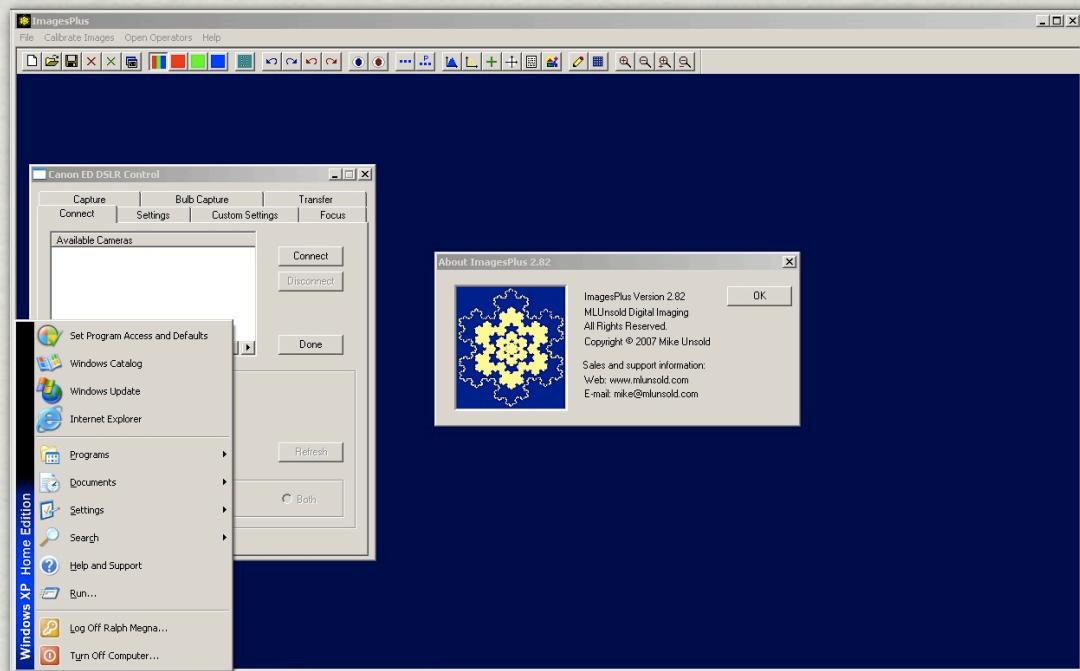 ImagesPlus
File Calibrate Images Open Operators Help
Canon ED DSLR Control
Capture Bulb Capture Transfer
Connect Settings Custom Settings Focus
Available Cameras
Connect
Disconnect
Done
Refresh
Both
About ImagesPlus 2.82
ImagesPlus Version 2.82
MLUnsold Digital Imaging
All Rights Reserved.
Copyright © 2007 Mike Unsold
Sales and support information:
Web: www.mlunsold.com
E-mail: mike@mlunsold.com
OK
Set Program Access and Defaults
Windows Catalog
Windows Update
Internet Explorer
Programs
Documents
Settings
Search
Help and Support
Run...
Log Off Ralph Megna...
Turn Off Computer...
Windows XP Home Edition